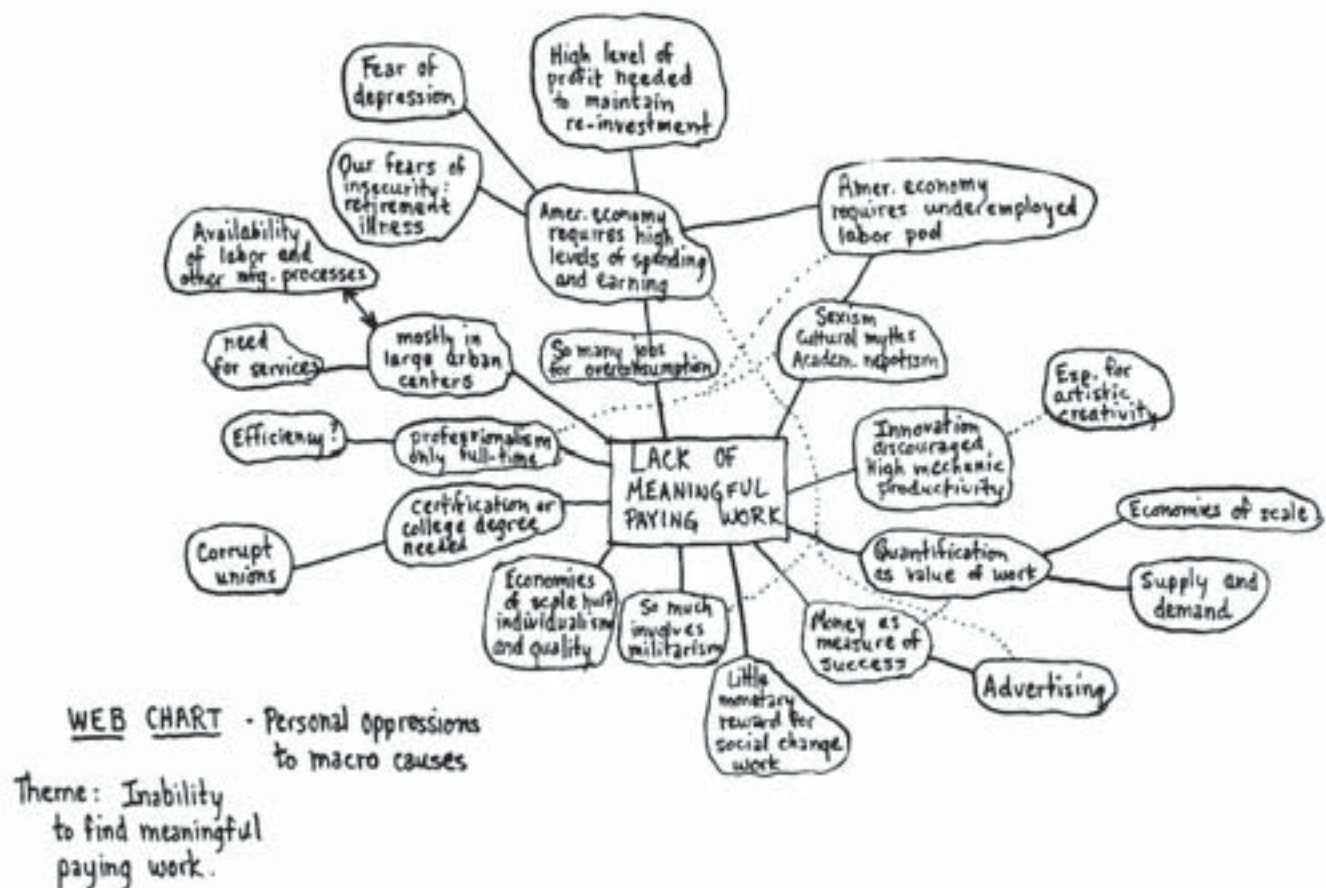 Fear of
depression
High level of
profit needed
to maintain
re-investment
Our fears of
insecurity:
retirement
illness
Amer. economy
requires high
levels of spending
and earning
Amer. economy
requires underemployed
labor pool
Availability
of labor and
other mfg. processes
need
for services
mostly in
large urban
centers
So many jobs
for overconsumption
Sexism
Cultural myths
Academ. nepotism
Esp. for
artistic
creativity
Efficiency?
professionalism
only full-time
LACK OF
MEANINGFUL
PAYING WORK
Innovation
discouraged,
High mechanic
productivity
Corrupt
unions
certification or
college degree
needed
Quantification
as value of work
Economies of scale
Supply and
demand
Economies
of scale hurt
individualism
and quality
So much
involves
militarism
Little
monetary
reward for
social change
work
Money as
measure of
success
Advertising
WEB CHART - Personal oppressions
to macro causes
Theme: Inability
to find meaningful
paying work.